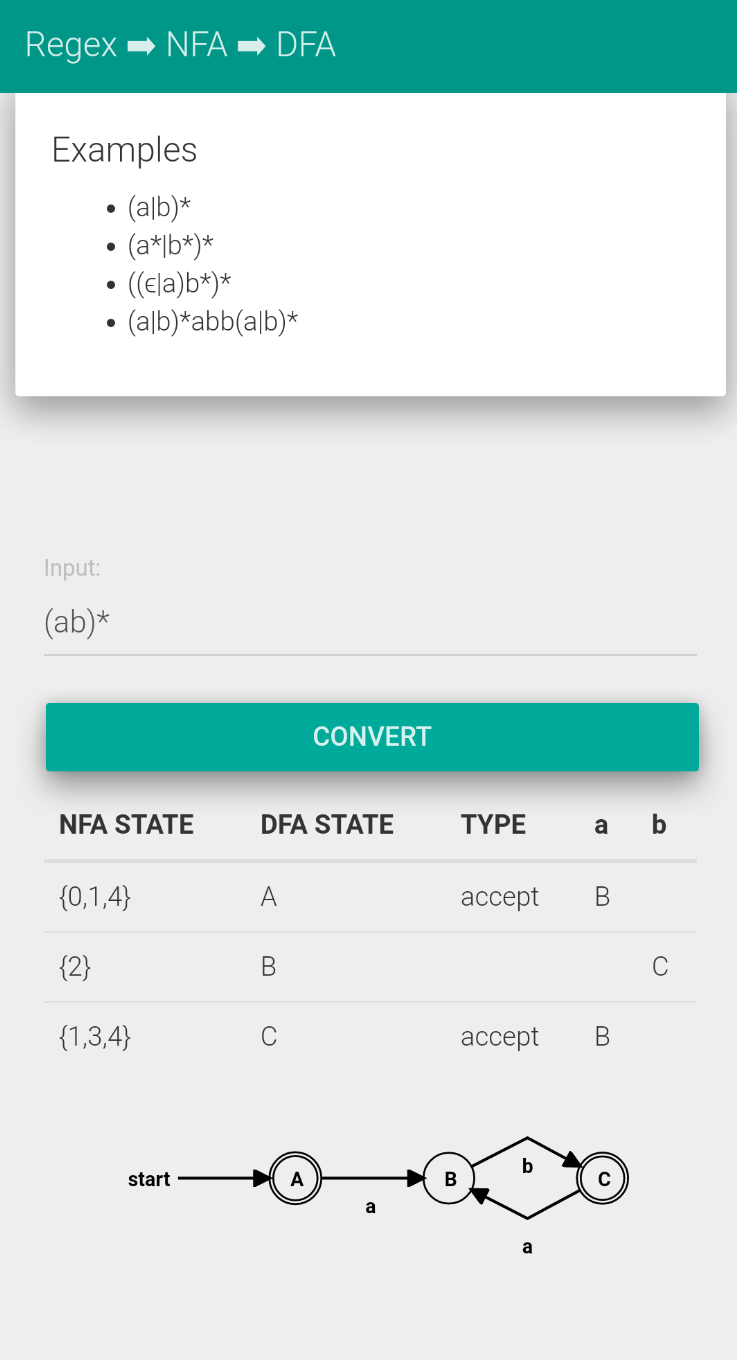 Regex ➡ NFA ➡ DFA
Examples
• (a|b)*
• (a*|b*)*
• ((ϵ|a)b*)*
• (a|b)*abb(a|b)*
Input:
(ab)*
CONVERT
NFA STATE DFA STATE TYPE a b
{0,1,4} A accept B
{2} B C
{1,3,4} C accept B
start A a B b C a